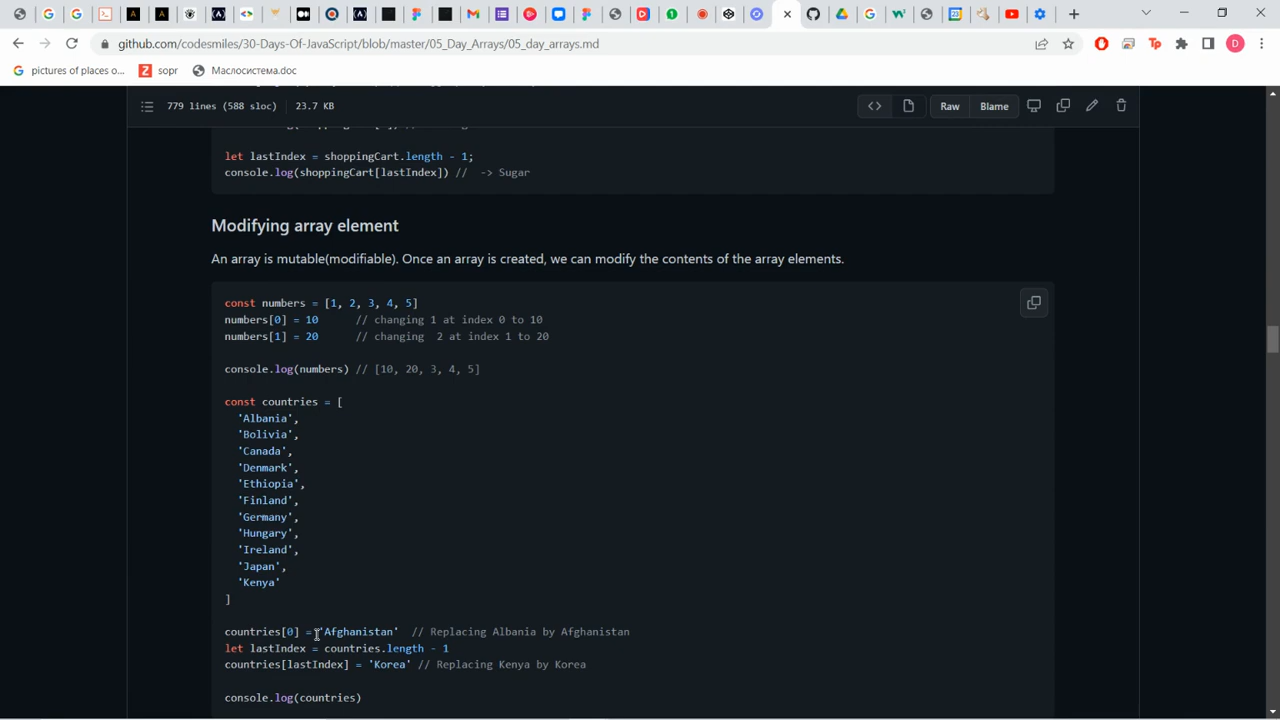 github.com/codesmiles/30-Days-Of-JavaScript/blob/master/05_Day_Arrays/05_day_arrays.md
pictures of places o...
sopr
Маслосистема.doc
779 lines (588 sloc)
23.7 KB
Raw
Blame
let lastIndex = shoppingCart.length - 1;
console.log(shoppingCart[lastIndex]) //  -> Sugar
Modifying array element
An array is mutable(modifiable). Once an array is created, we can modify the contents of the array elements.
const numbers = [1, 2, 3, 4, 5]
numbers[0] = 10      // changing 1 at index 0 to 10
numbers[1] = 20      // changing  2 at index 1 to 20
console.log(numbers) // [10, 20, 3, 4, 5]
const countries = [
'Albania',
'Bolivia',
'Canada',
'Denmark',
'Ethiopia',
'Finland',
'Germany',
'Hungary',
'Ireland',
'Japan',
'Kenya'
]
countries[0] = 'Afghanistan'  // Replacing Albania by Afghanistan
let lastIndex = countries.length - 1
countries[lastIndex] = 'Korea' // Replacing Kenya by Korea
console.log(countries)